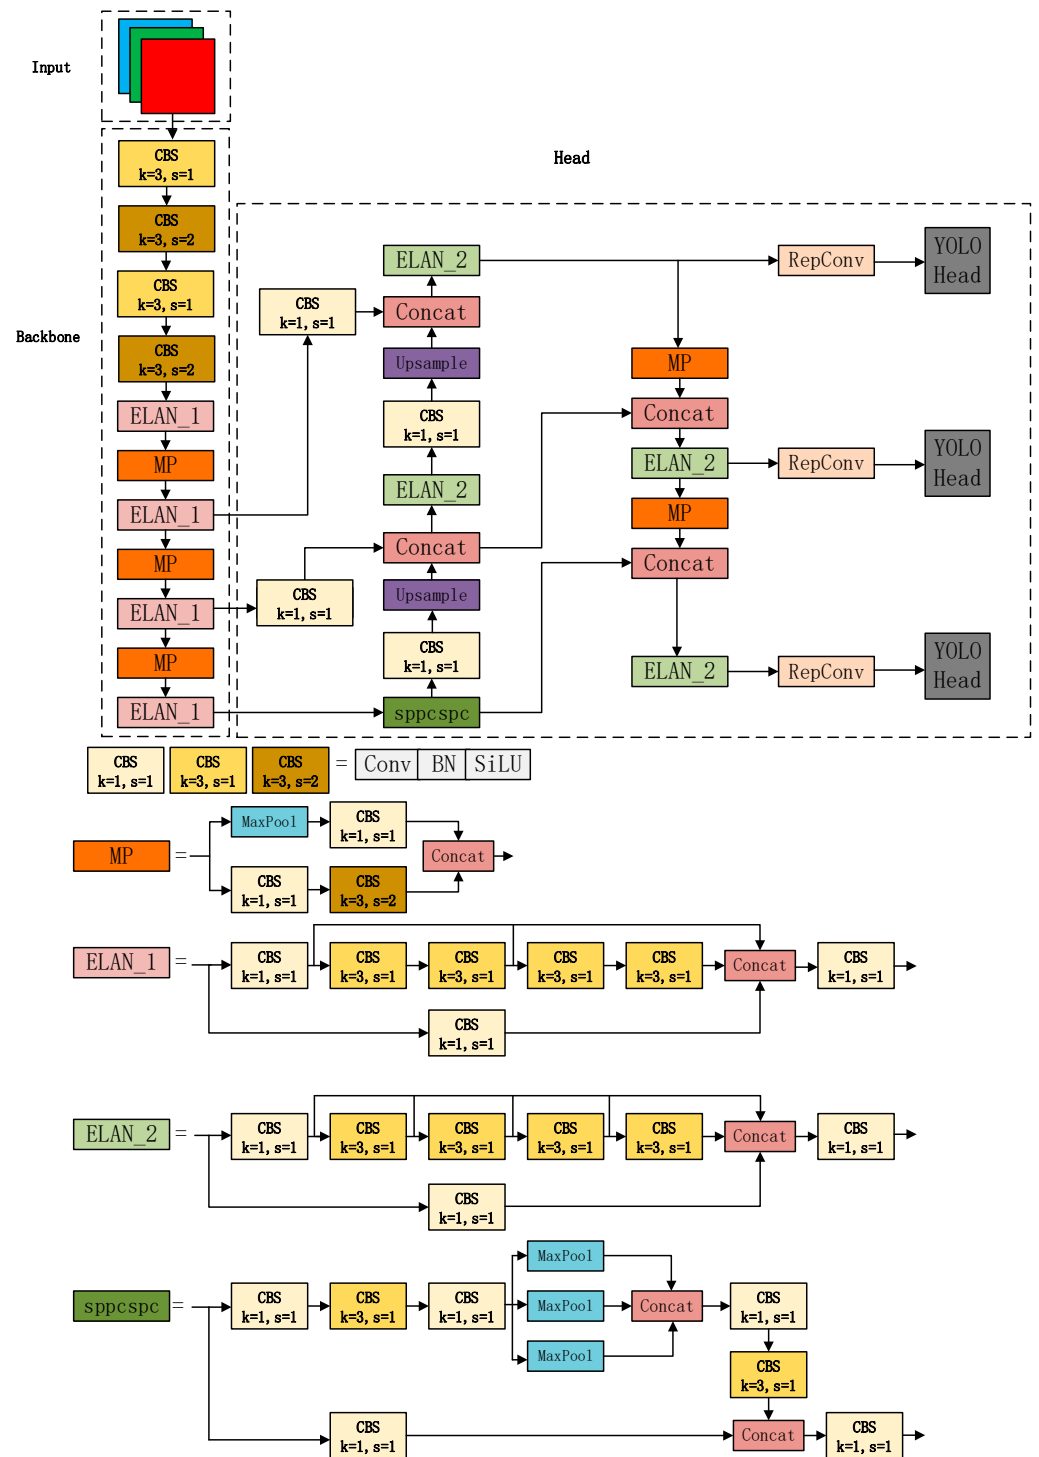 Input
Backbone
CBS
k=3, s=1
CBS
k=3, s=2
CBS
k=3, s=1
CBS
k=3, s=2
ELAN_1
MP
ELAN_1
MP
ELAN_1
MP
ELAN_1
Head
ELAN_2
Concat
CBS
k=1, s=1
Upsample
CBS
k=1, s=1
ELAN_2
Concat
CBS
k=1, s=1
Upsample
CBS
k=1, s=1
sppcspc
MP
Concat
ELAN_2
MP
Concat
ELAN_2
RepConv
YOLO
Head
RepConv
YOLO
Head
RepConv
YOLO
Head
CBS
k=1, s=1
CBS
k=3, s=1
CBS
k=3, s=2
=
Conv
BN
SiLU
MP
=
MaxPool
CBS
k=1, s=1
CBS
k=1, s=1
CBS
k=3, s=2
Concat
ELAN_1
=
CBS
k=1, s=1
CBS
k=3, s=1
CBS
k=3, s=1
CBS
k=3, s=1
CBS
k=3, s=1
Concat
CBS
k=1, s=1
CBS
k=1, s=1
ELAN_2
=
CBS
k=1, s=1
CBS
k=3, s=1
CBS
k=3, s=1
CBS
k=3, s=1
CBS
k=3, s=1
Concat
CBS
k=1, s=1
CBS
k=1, s=1
sppcspc
=
CBS
k=1, s=1
CBS
k=3, s=1
CBS
k=1, s=1
MaxPool
MaxPool
MaxPool
Concat
CBS
k=1, s=1
CBS
k=3, s=1
CBS
k=1, s=1
Concat
CBS
k=1, s=1